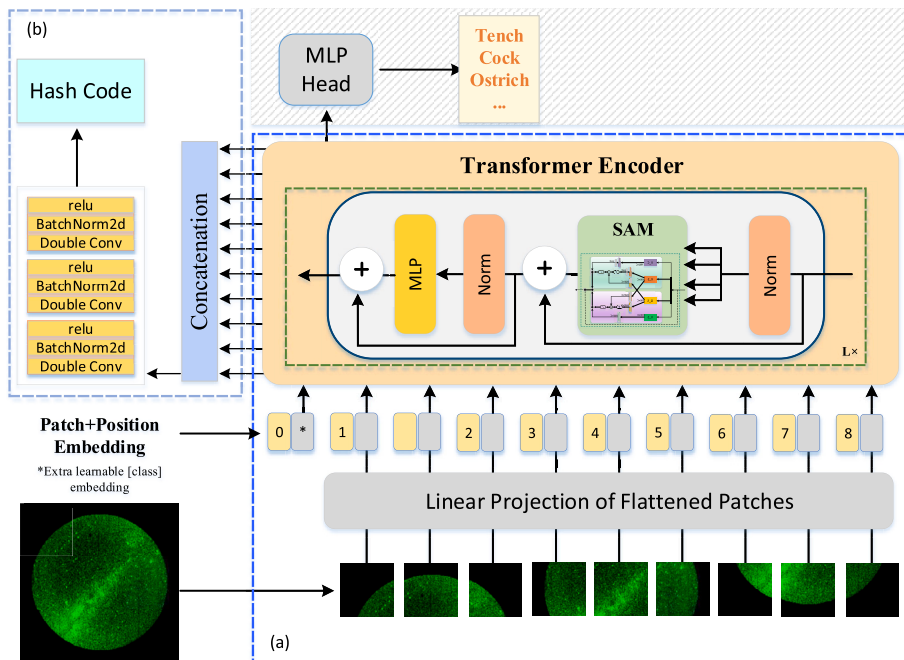 (b)
Hash Code
relu
BatchNorm2d
Double Conv
relu
BatchNorm2d
Double Conv
relu
BatchNorm2d
Double Conv
Concatenation
MLP
Head
Tench
Cock
Ostrich
...
Transformer Encoder
+
MLP
Norm
+
SAM
Norm
L×
Patch+Position
Embedding
*Extra learnable [class]
embedding
0 * 1 2 3 4 5 6 7 8
Linear Projection of Flattened Patches
(a)